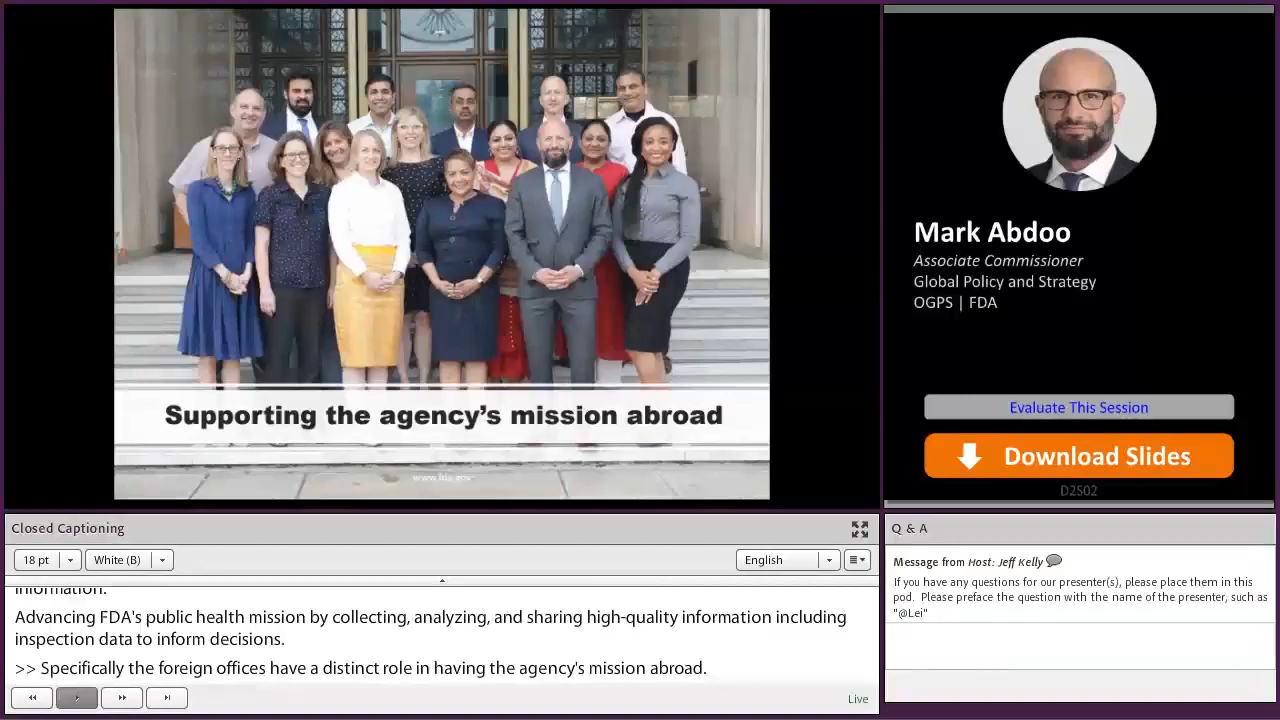 Supporting the agency's mission abroad
www.fda.gov
Mark Abdoo
Associate Commissioner
Global Policy and Strategy
OGPS | FDA
Evaluate This Session
Download Slides
D2S02
Closed Captioning
18 pt
White (B)
English
information.
Advancing FDA's public health mission by collecting, analyzing, and sharing high-quality information including
inspection data to inform decisions.
>> Specifically the foreign offices have a distinct role in having the agency's mission abroad.
Live
Q & A
Message from Host: Jeff Kelly
If you have any questions for our presenter(s), please place them in this
pod. Please preface the question with the name of the presenter, such as
"@Lei"